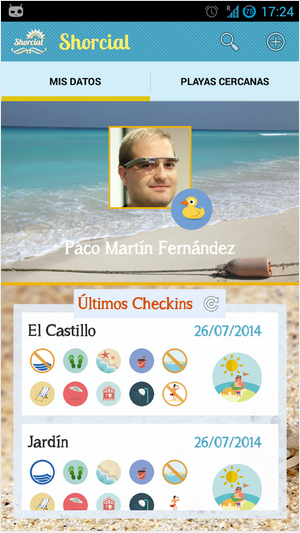 17:24
Shorcial
Shorcial
MIS DATOS
PLAYAS CERCANAS
Paco Martín Fernández
Últimos Checkins
El Castillo 26/07/2014
Jardín 26/07/2014